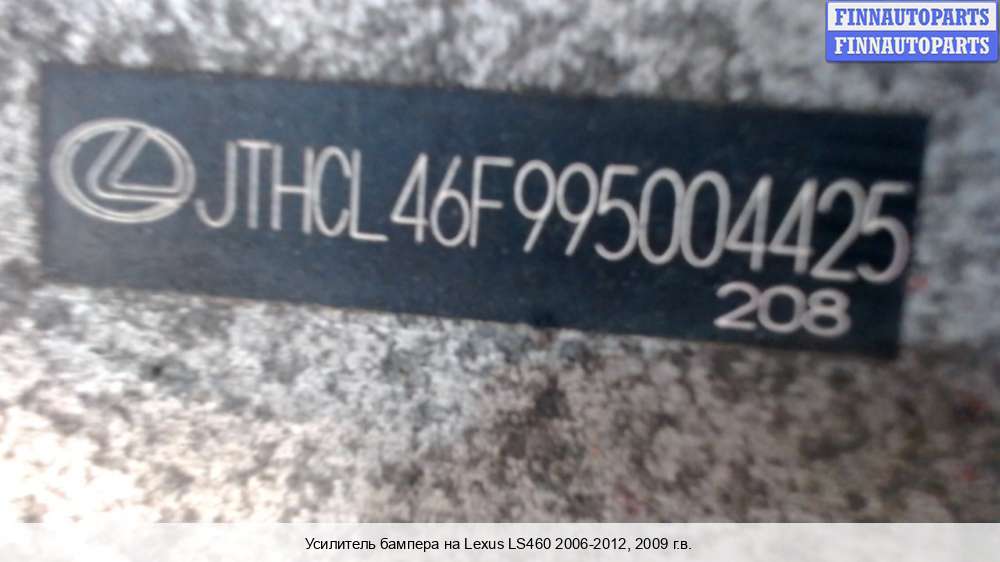 FINNAUTOPARTS
FINNAUTOPARTS
JTHCL46F995004425
208
Усилитель бампера на Lexus LS460 2006-2012, 2009 г.в.